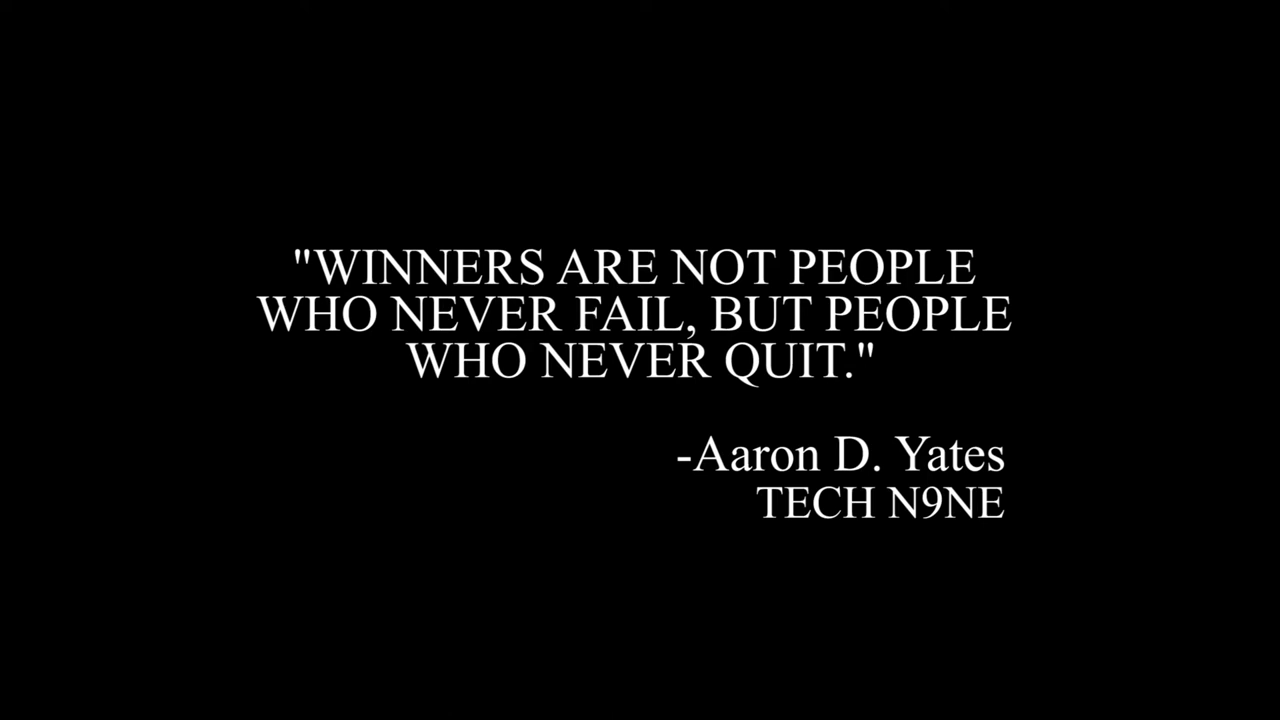 "WINNERS ARE NOT PEOPLE
WHO NEVER FAIL, BUT PEOPLE
WHO NEVER QUIT."
-Aaron D. Yates
TECH N9NE